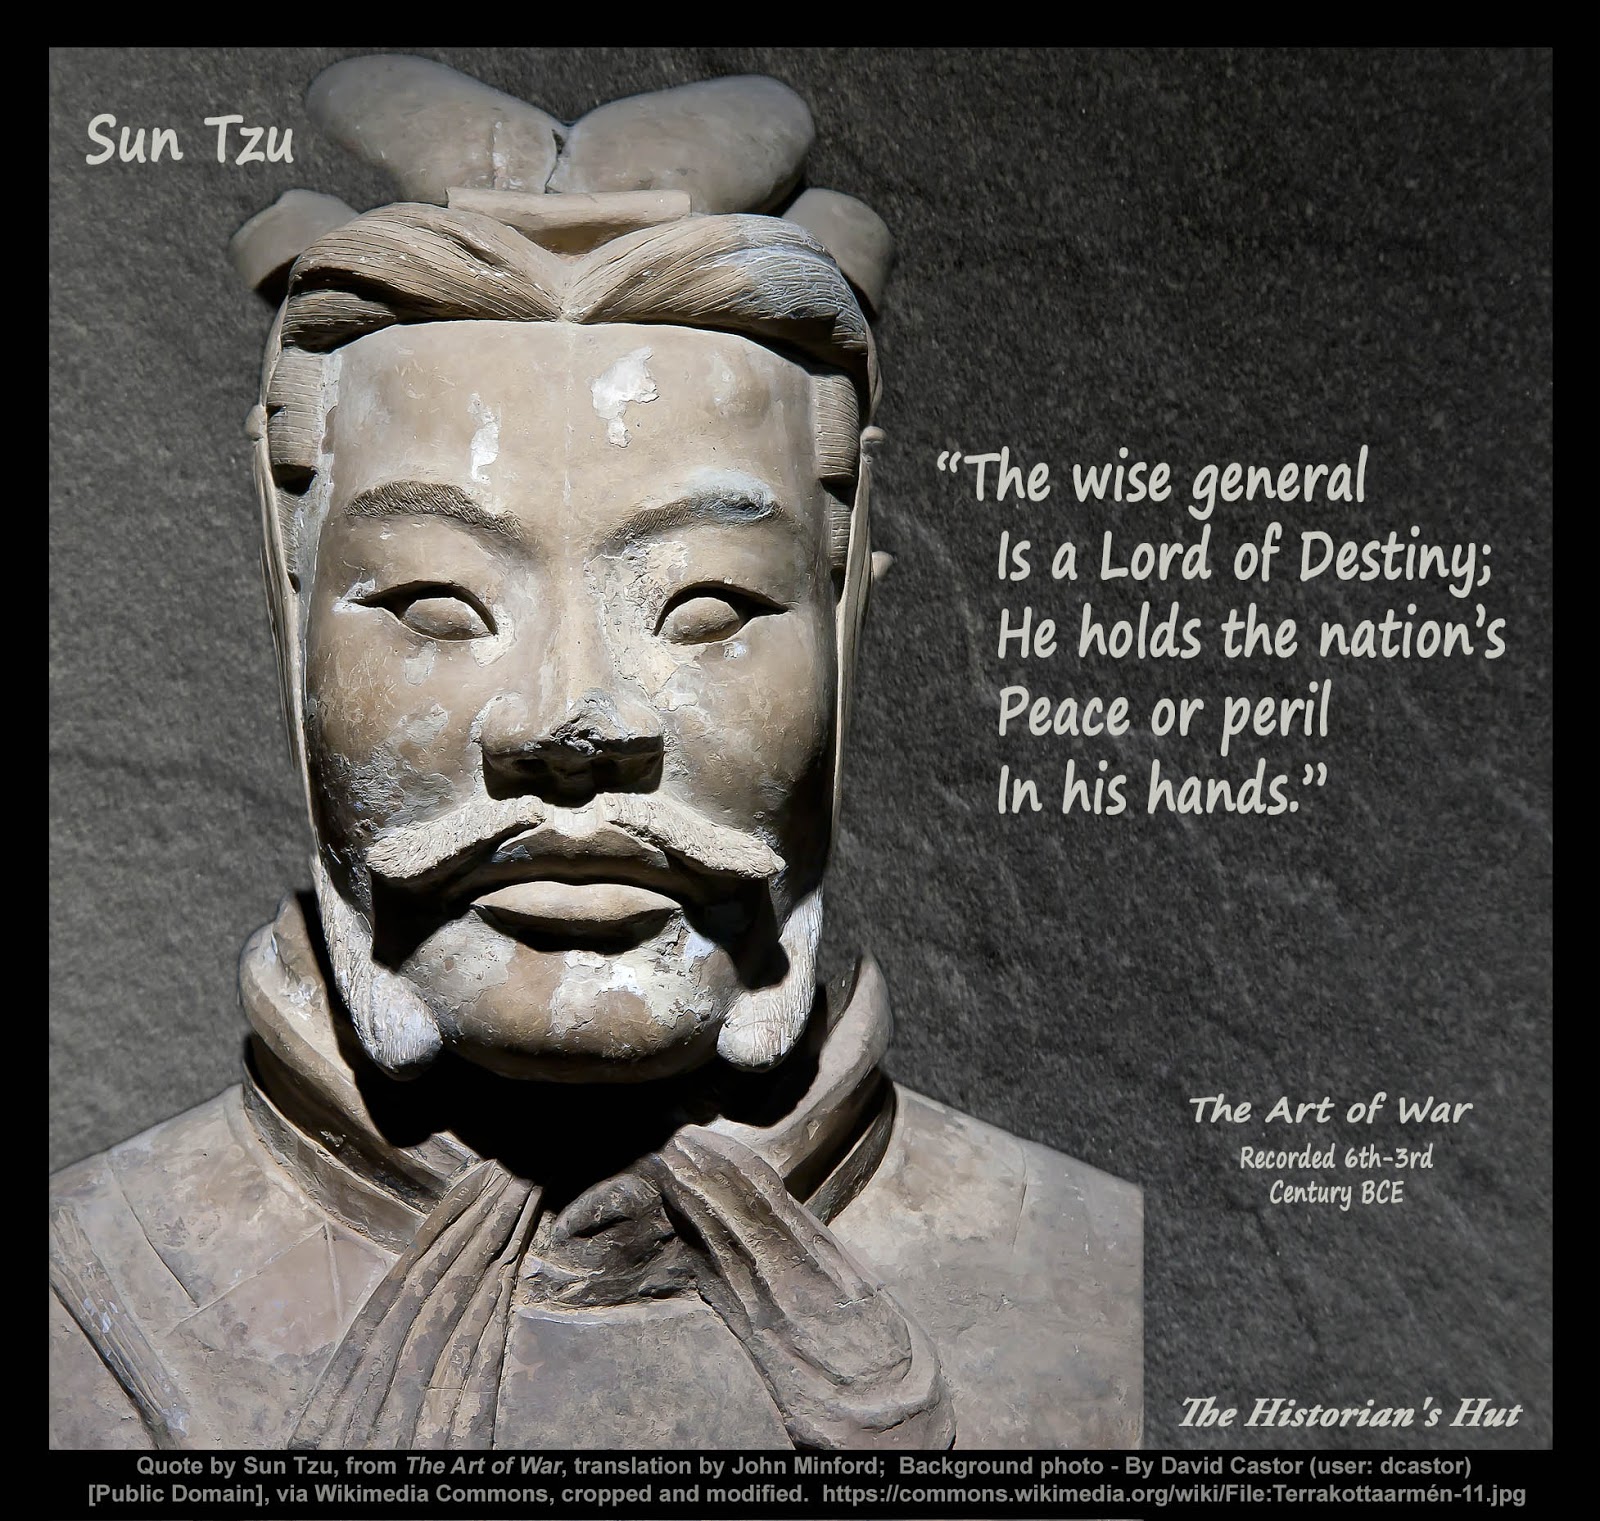 Sun Tzu
“The wise general
Is a Lord of Destiny;
He holds the nation’s
Peace or peril
In his hands.”
The Art of War
Recorded 6th-3rd
Century BCE
The Historian's Hut
Quote by Sun Tzu, from The Art of War, translation by John Minford;  Background photo - By David Castor (user: dcastor)
[Public Domain], via Wikimedia Commons, cropped and modified.  https://commons.wikimedia.org/wiki/File:Terrakottaarmén-11.jpg